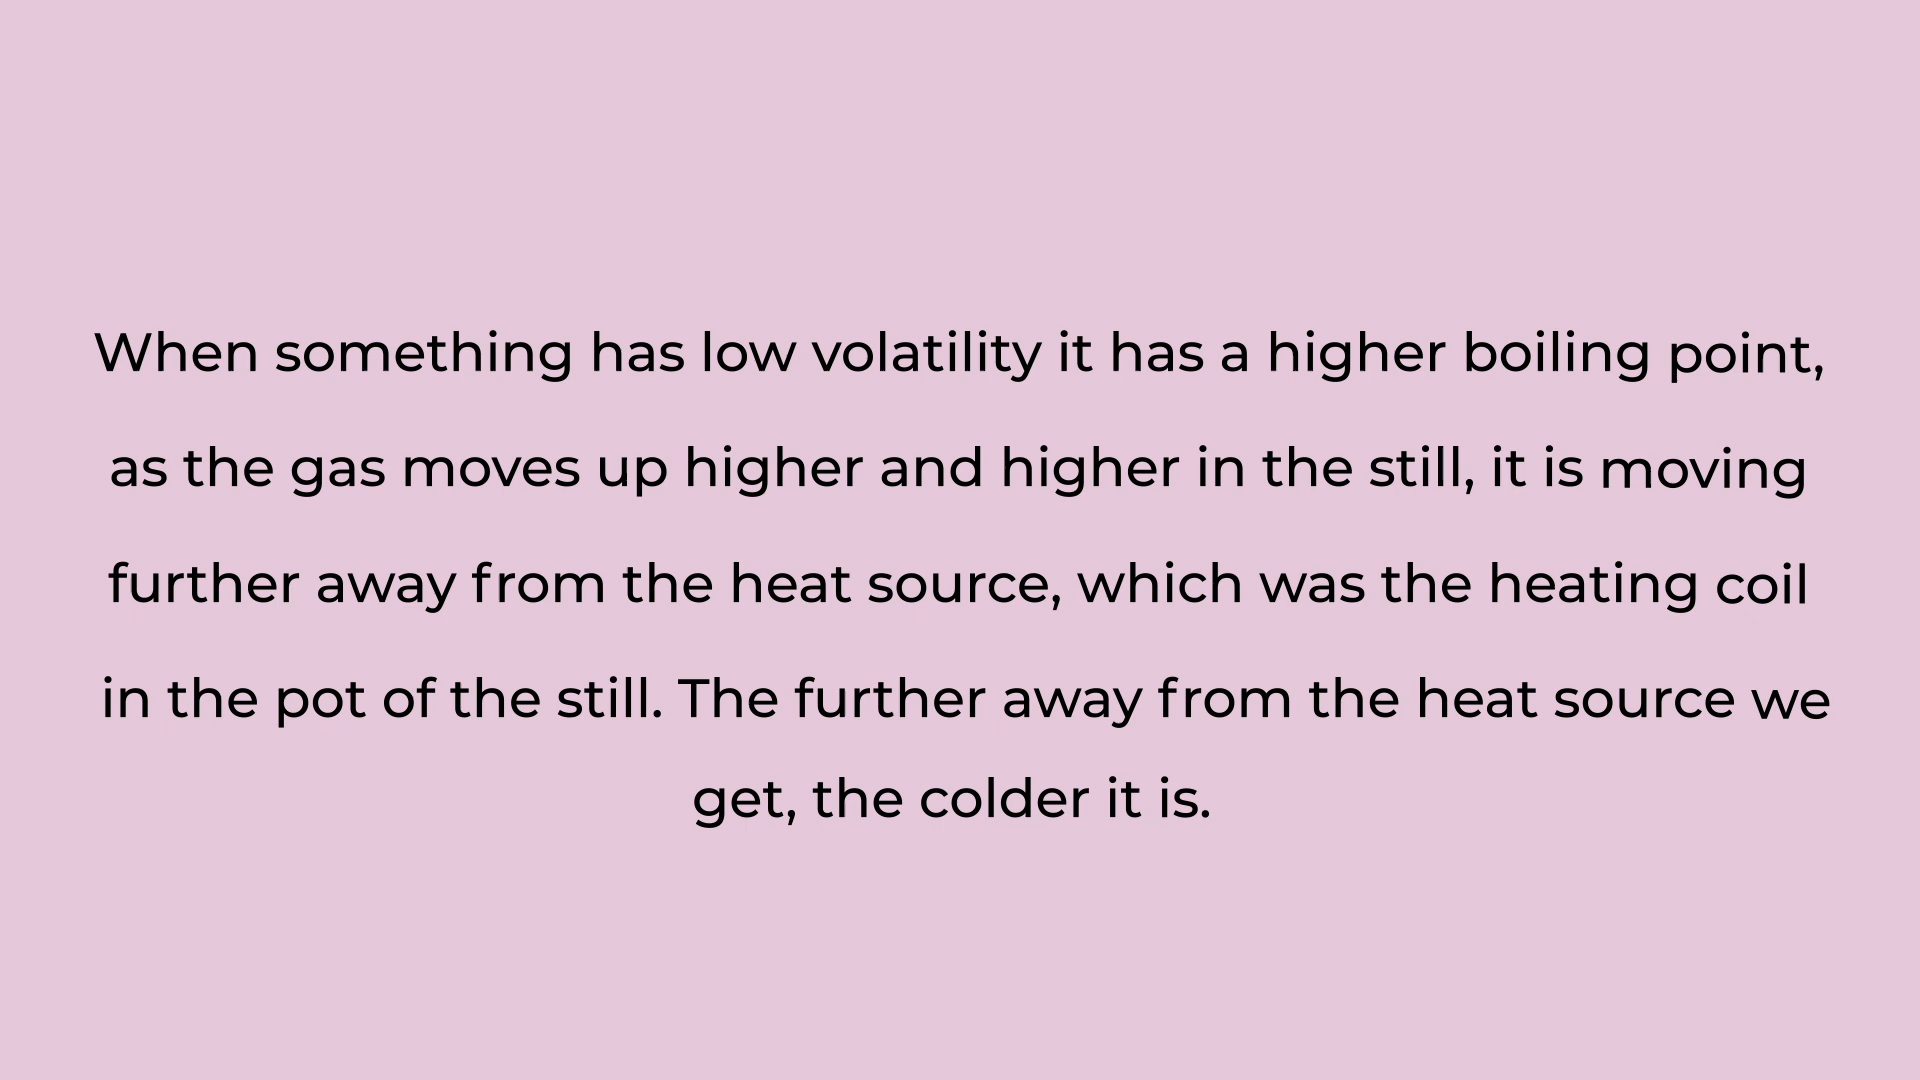 When something has low volatility it has a higher boiling point,
as the gas moves up higher and higher in the still, it is moving
further away from the heat source, which was the heating coil
in the pot of the still. The further away from the heat source we
get, the colder it is.